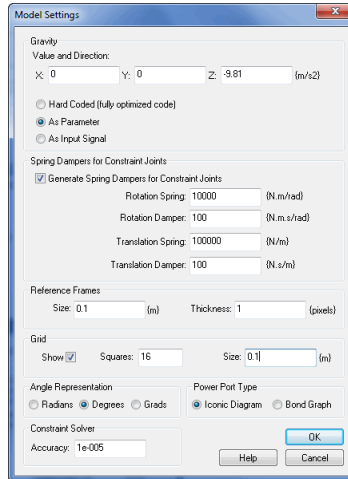 Model Settings
Gravity
Value and Direction:
X: 0 Y: 0 Z: -9.81 {m/s2}
Hard Coded (fully optimized code)
As Parameter
As Input Signal
Spring Dampers for Constraint Joints
Generate Spring Dampers for Constraint Joints
Rotation Spring: 10000 {N.m/rad}
Rotation Damper: 100 {N.m.s/rad}
Translation Spring: 100000 {N/m}
Translation Damper: 100 {N.s/m}
Reference Frames
Size: 0.1 {m} Thickness: 1 {pixels}
Grid
Show Squares: 16 Size: 0.1 {m}
Angle Representation Power Port Type
Radians Degrees Grads Iconic Diagram Bond Graph
Constraint Solver
Accuracy: 1e-005
OK
Help Cancel